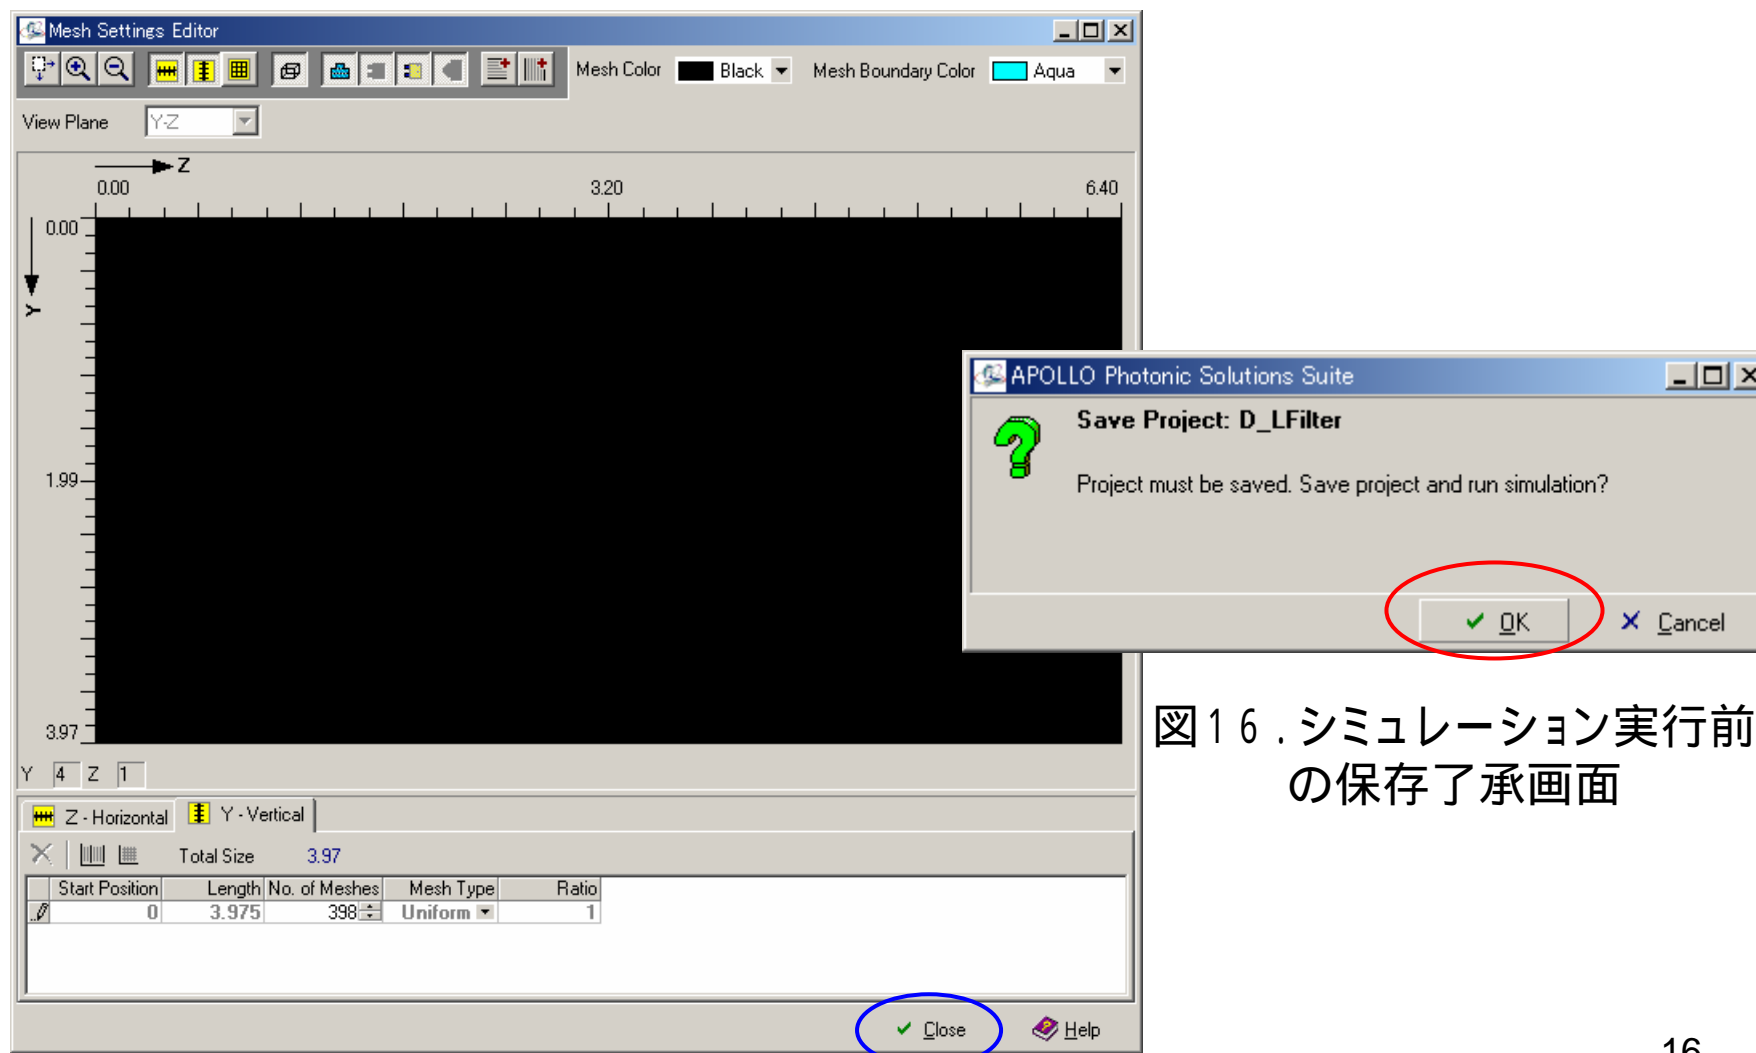 Mesh Settings Editor
Mesh Color Black Mesh Boundary Color Aqua
View Plane Y-Z
Z
0.00 3.20 6.40
0.00
Y
1.99
3.97
Y 4 Z 1
Z - Horizontal Y - Vertical
Total Size 3.97
Start Position Length No. of Meshes Mesh Type Ratio
0 3.975 398 Uniform 1
Close Help
APOLLO Photonic Solutions Suite
Save Project: D_LFilter
Project must be saved. Save project and run simulation?
OK Cancel
図16.シミュレーション実行前
の保存了承画面
16